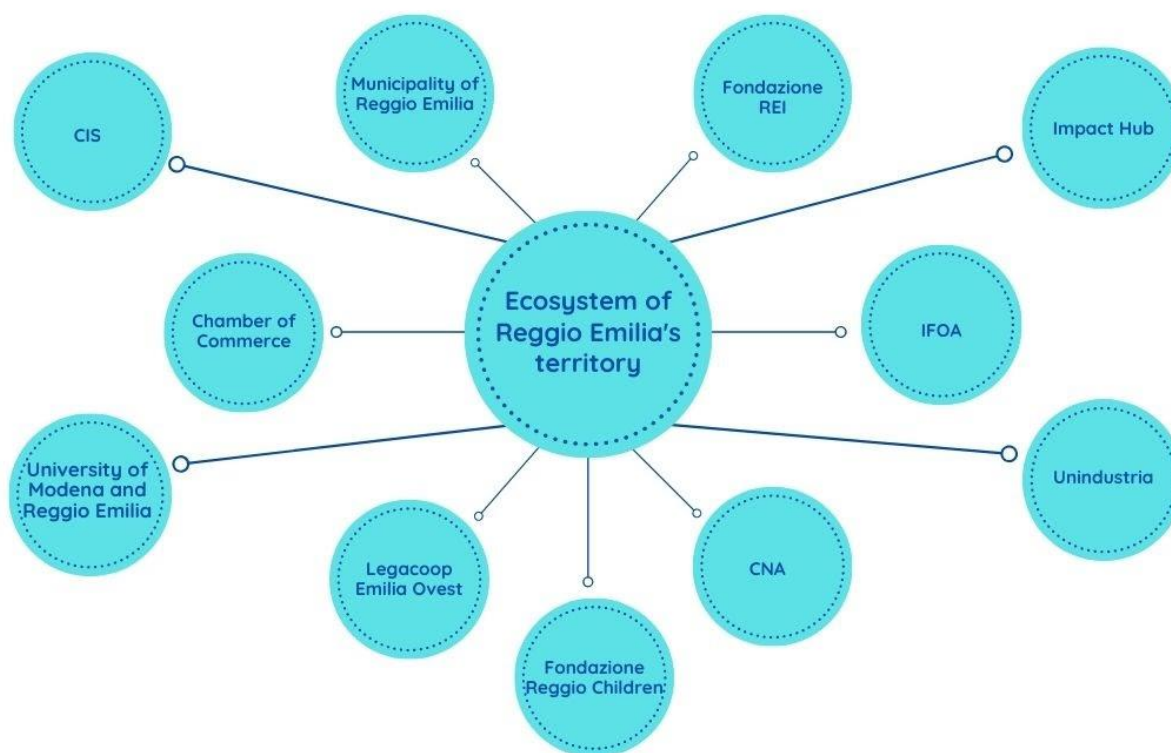 Municipality of
Reggio Emilia
Fondazione
REI
CIS
Impact Hub
Ecosystem of
Reggio Emilia's
territory
Chamber of
Commerce
IFOA
University of
Modena and
Reggio Emilia
Unindustria
Legacoop
Emilia Ovest
CNA
Fondazione
Reggio Children